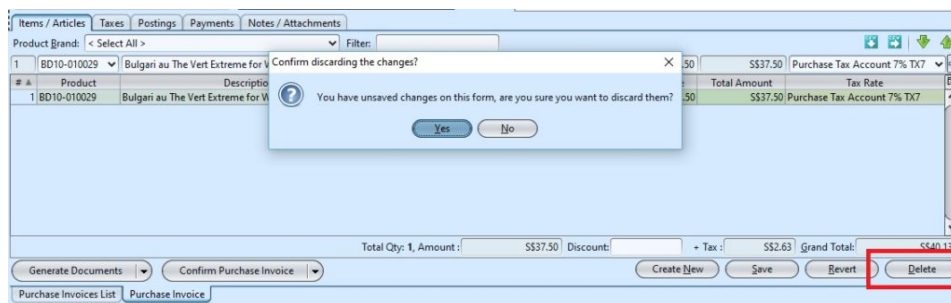 Items / Articles Taxes Postings Payments Notes / Attachments
Product Brand: < Select All > Filter:
1 BD10-010029 Bulgari au The Vert Extreme for W .50 S$37.50 Purchase Tax Account 7% TX7
Confirm discarding the changes?
# Product Descriptio Total Amount Tax Rate
1 BD10-010029 Bulgari au The Vert Extreme for W .50 S$37.50 Purchase Tax Account 7% TX7
You have unsaved changes on this form, are you sure you want to discard them?
Yes No
Total Qty: 1, Amount : S$37.50 Discount: + Tax : S$2.63 Grand Total: S$40.13
Generate Documents Confirm Purchase Invoice Create New Save Revert Delete
Purchase Invoices List Purchase Invoice